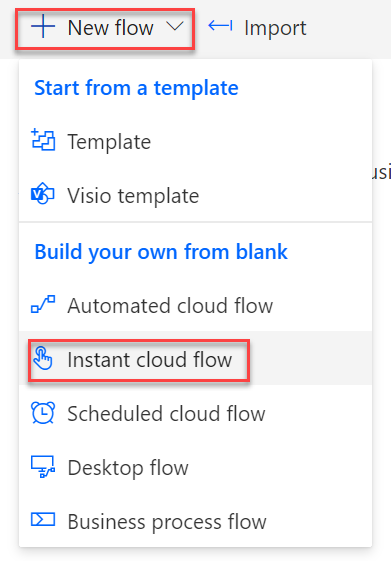 New flow Import
Start from a template
Template
Visio template
Build your own from blank
Automated cloud flow
Instant cloud flow
Scheduled cloud flow
Desktop flow
Business process flow